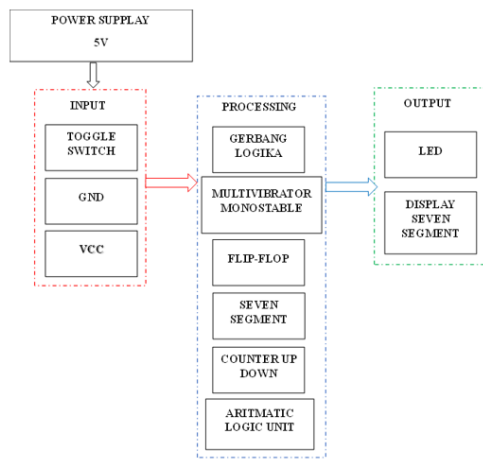 POWER SUPPLAY
5V
INPUT
TOGGLE
SWITCH
GND
VCC
PROCESSING
GERBANG
LOGIKA
MULTIVIBRATOR
MONOSTABLE
FLIP-FLOP
SEVEN
SEGMENT
COUNTER UP
DOWN
ARITMATIC
LOGIC UNIT
OUTPUT
LED
DISPLAY
SEVEN
SEGMENT